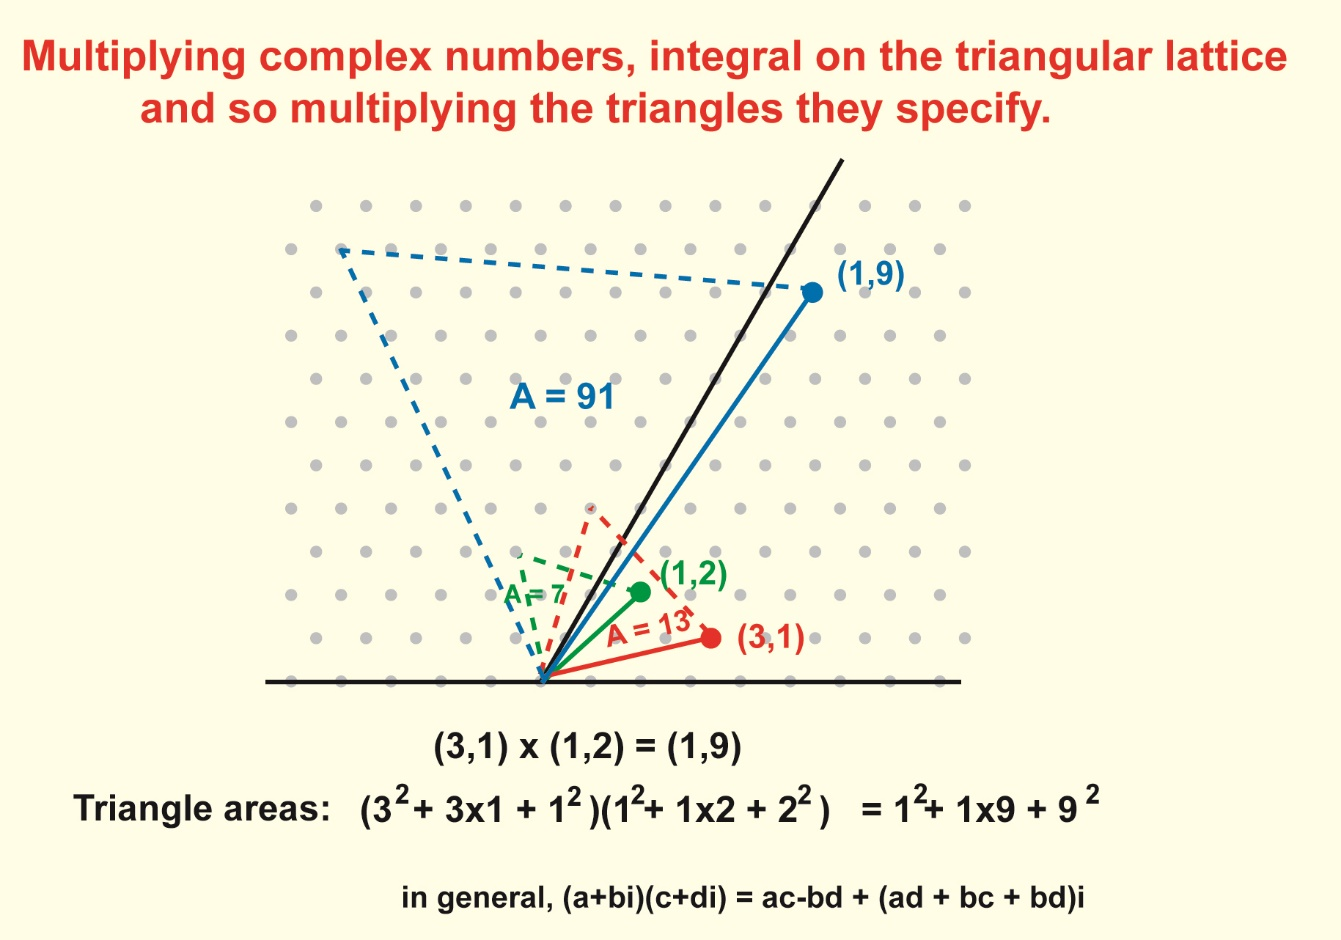 Multiplying complex numbers, integral on the triangular lattice
and so multiplying the triangles they specify.
(1,9)
A = 91
(1,2)
A = 7
A = 13
(3,1)
(3,1) x (1,2) = (1,9)
Triangle areas: (3² + 3x1 + 1² )(1²+ 1x2 + 2² ) = 1²+ 1x9 + 9 ²
in general, (a+bi)(c+di) = ac-bd + (ad + bc + bd)i